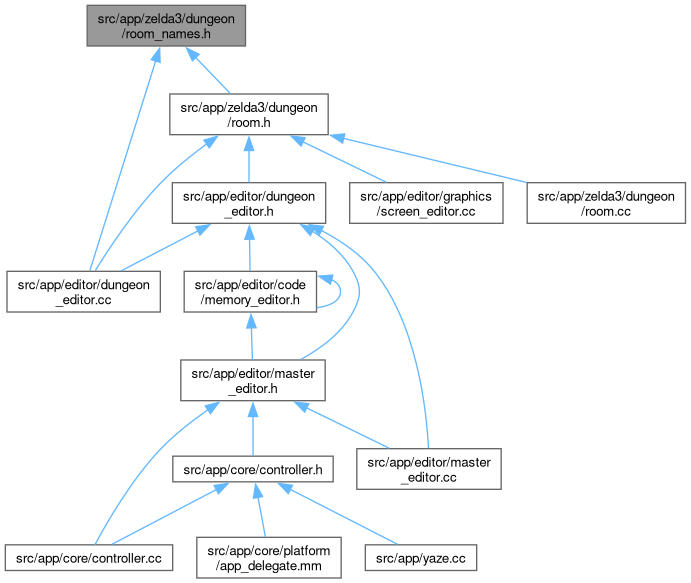 src/app/zelda3/dungeon
/room_names.h
src/app/zelda3/dungeon
/room.h
src/app/editor/dungeon
_editor.h
src/app/editor/graphics
/screen_editor.cc
src/app/zelda3/dungeon
/room.cc
src/app/editor/dungeon
_editor.cc
src/app/editor/code
/memory_editor.h
src/app/editor/master
_editor.h
src/app/core/controller.h
src/app/editor/master
_editor.cc
src/app/core/controller.cc
src/app/core/platform
/app_delegate.mm
src/app/yaze.cc